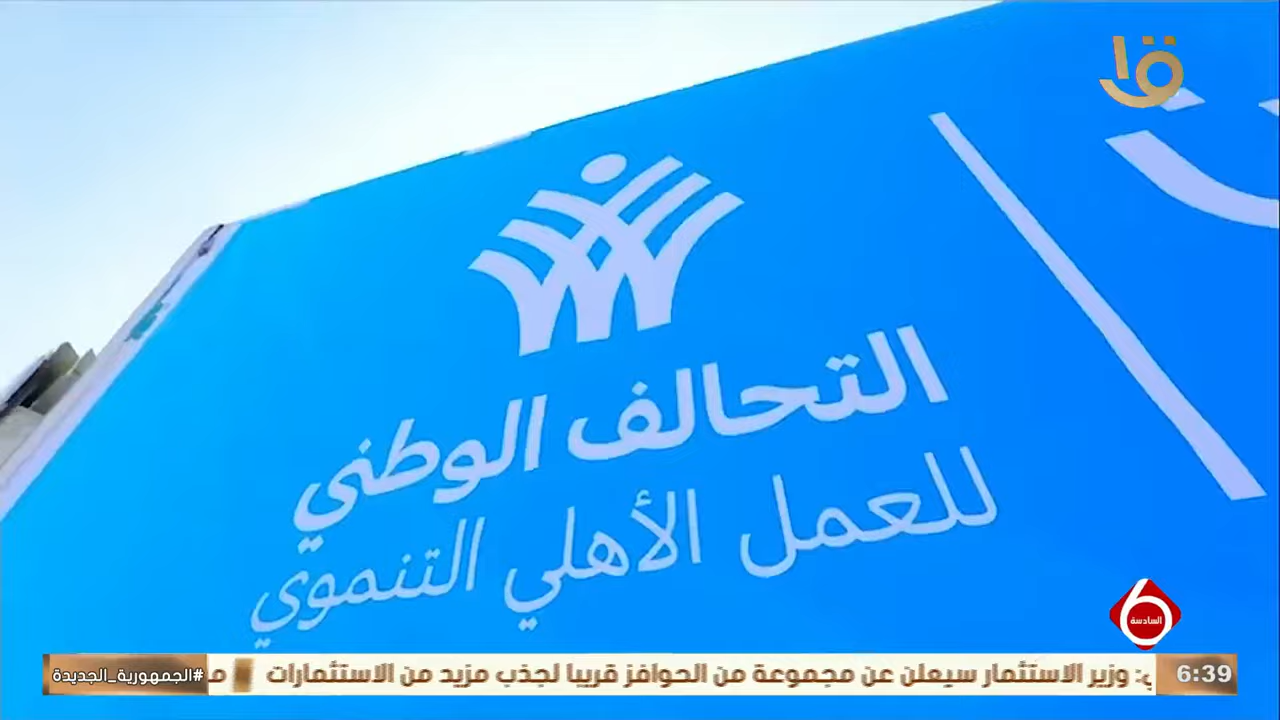 التحالف الوطني
للعمل الأهلي التنموي
السادسة
6:39
وزير الاستثمار سيعلن عن مجموعة من الحوافز قريبا لجذب مزيد من الاستثمارات
#الجمهورية_الجديدة